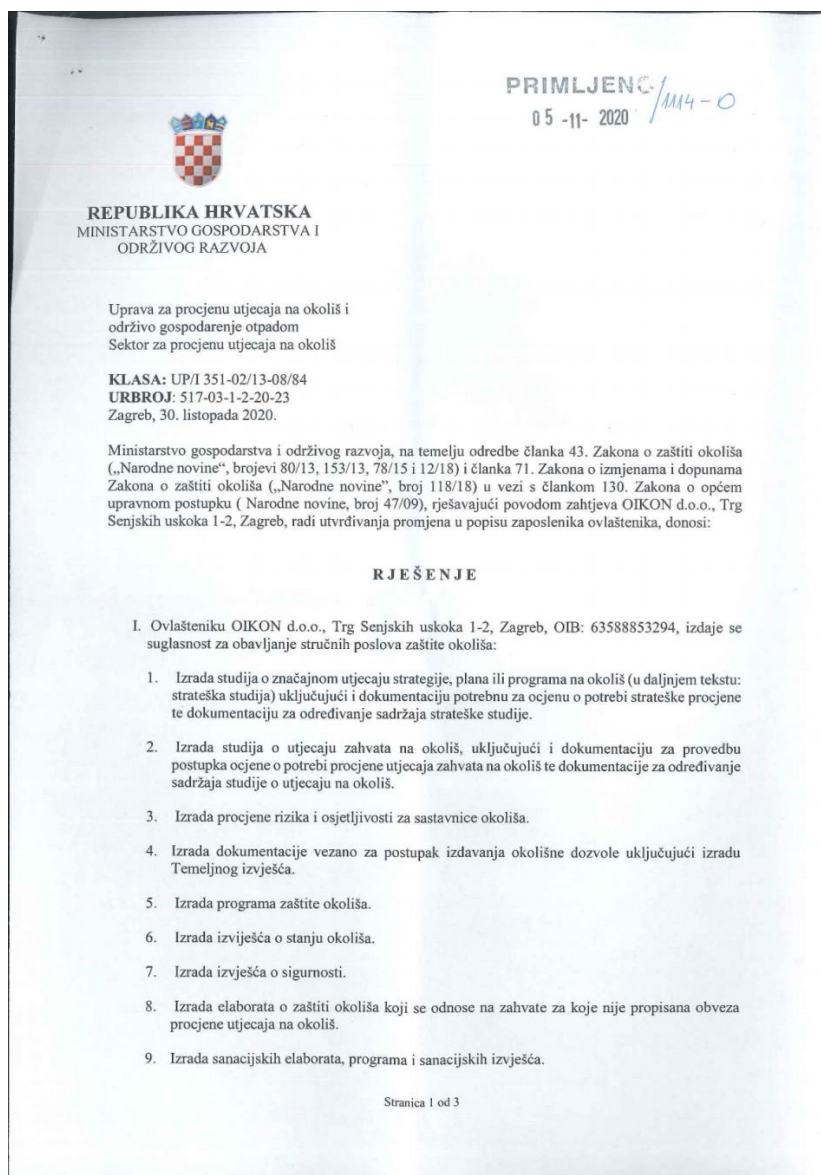 PRIMLJENO
05 -11- 2020 /1114-0
REPUBLIKA HRVATSKA
MINISTARSTVO GOSPODARSTVA I
ODRŽIVOG RAZVOJA
Uprava za procjenu utjecaja na okoliš i
održivo gospodarenje otpadom
Sektor za procjenu utjecaja na okoliš
KLASA: UP/I 351-02/13-08/84
URBROJ: 517-03-1-2-20-23
Zagreb, 30. listopada 2020.
Ministarstvo gospodarstva i održivog razvoja, na temelju odredbe članka 43. Zakona o zaštiti okoliša
(„Narodne novine“, brojevi 80/13, 153/13, 78/15 i 12/18) i članka 71. Zakona o izmjenama i dopunama
Zakona o zaštiti okoliša („Narodne novine”, broj 118/18) u vezi s člankom 130. Zakona o općem
upravnom postupku ( Narodne novine, broj 47/09), rješavajući povodom zahtjeva OIKON d.o.o., Trg
Senjskih uskoka 1-2, Zagreb, radi utvrđivanja promjena u popisu zaposlenika ovlaštenika, donosi:
RJEŠENJE
I. Ovlašteniku OIKON d.o.o., Trg Senjskih uskoka 1-2, Zagreb, OIB: 63588853294, izdaje se
suglasnost za obavljanje stručnih poslova zaštite okoliša:
1. Izrada studija o značajnom utjecaju strategije, plana ili programa na okoliš (u daljnjem tekstu:
strateška studija) uključujući i dokumentaciju potrebnu za ocjenu o potrebi strateške procjene
te dokumentaciju za određivanje sadržaja strateške studije.
2. Izrada studija o utjecaju zahvata na okoliš, uključujući i dokumentaciju za provedbu
postupka ocjene o potrebi procjene utjecaja zahvata na okoliš te dokumentacije za određivanje
sadržaja studije o utjecaju na okoliš.
3. Izrada procjene rizika i osjetljivosti za sastavnice okoliša.
4. Izrada dokumentacije vezano za postupak izdavanja okolišne dozvole uključujući izradu
Temeljnog izvješća.
5. Izrada programa zaštite okoliša.
6. Izrada izviješća o stanju okoliša.
7. Izrada izvješća o sigurnosti.
8. Izrada elaborata o zaštiti okoliša koji se odnose na zahvate za koje nije propisana obveza
procjene utjecaja na okoliš.
9. Izrada sanacijskih elaborata, programa i sanacijskih izvješća.
Stranica 1 od 3